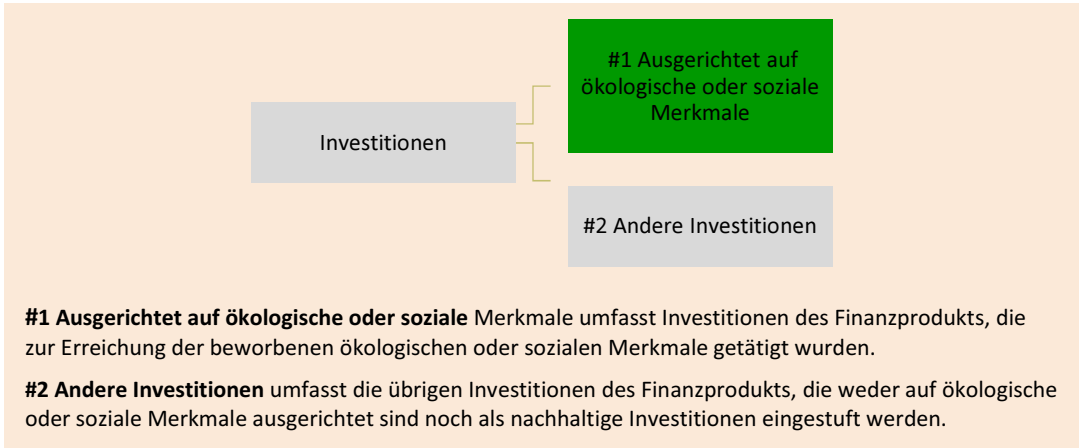 #1 Ausgerichtet auf
ökologische oder soziale
Merkmale
Investitionen
#2 Andere Investitionen
#1 Ausgerichtet auf ökologische oder soziale Merkmale umfasst Investitionen des Finanzprodukts, die
zur Erreichung der beworbenen ökologischen oder sozialen Merkmale getätigt wurden.
#2 Andere Investitionen umfasst die übrigen Investitionen des Finanzprodukts, die weder auf ökologische
oder soziale Merkmale ausgerichtet sind noch als nachhaltige Investitionen eingestuft werden.